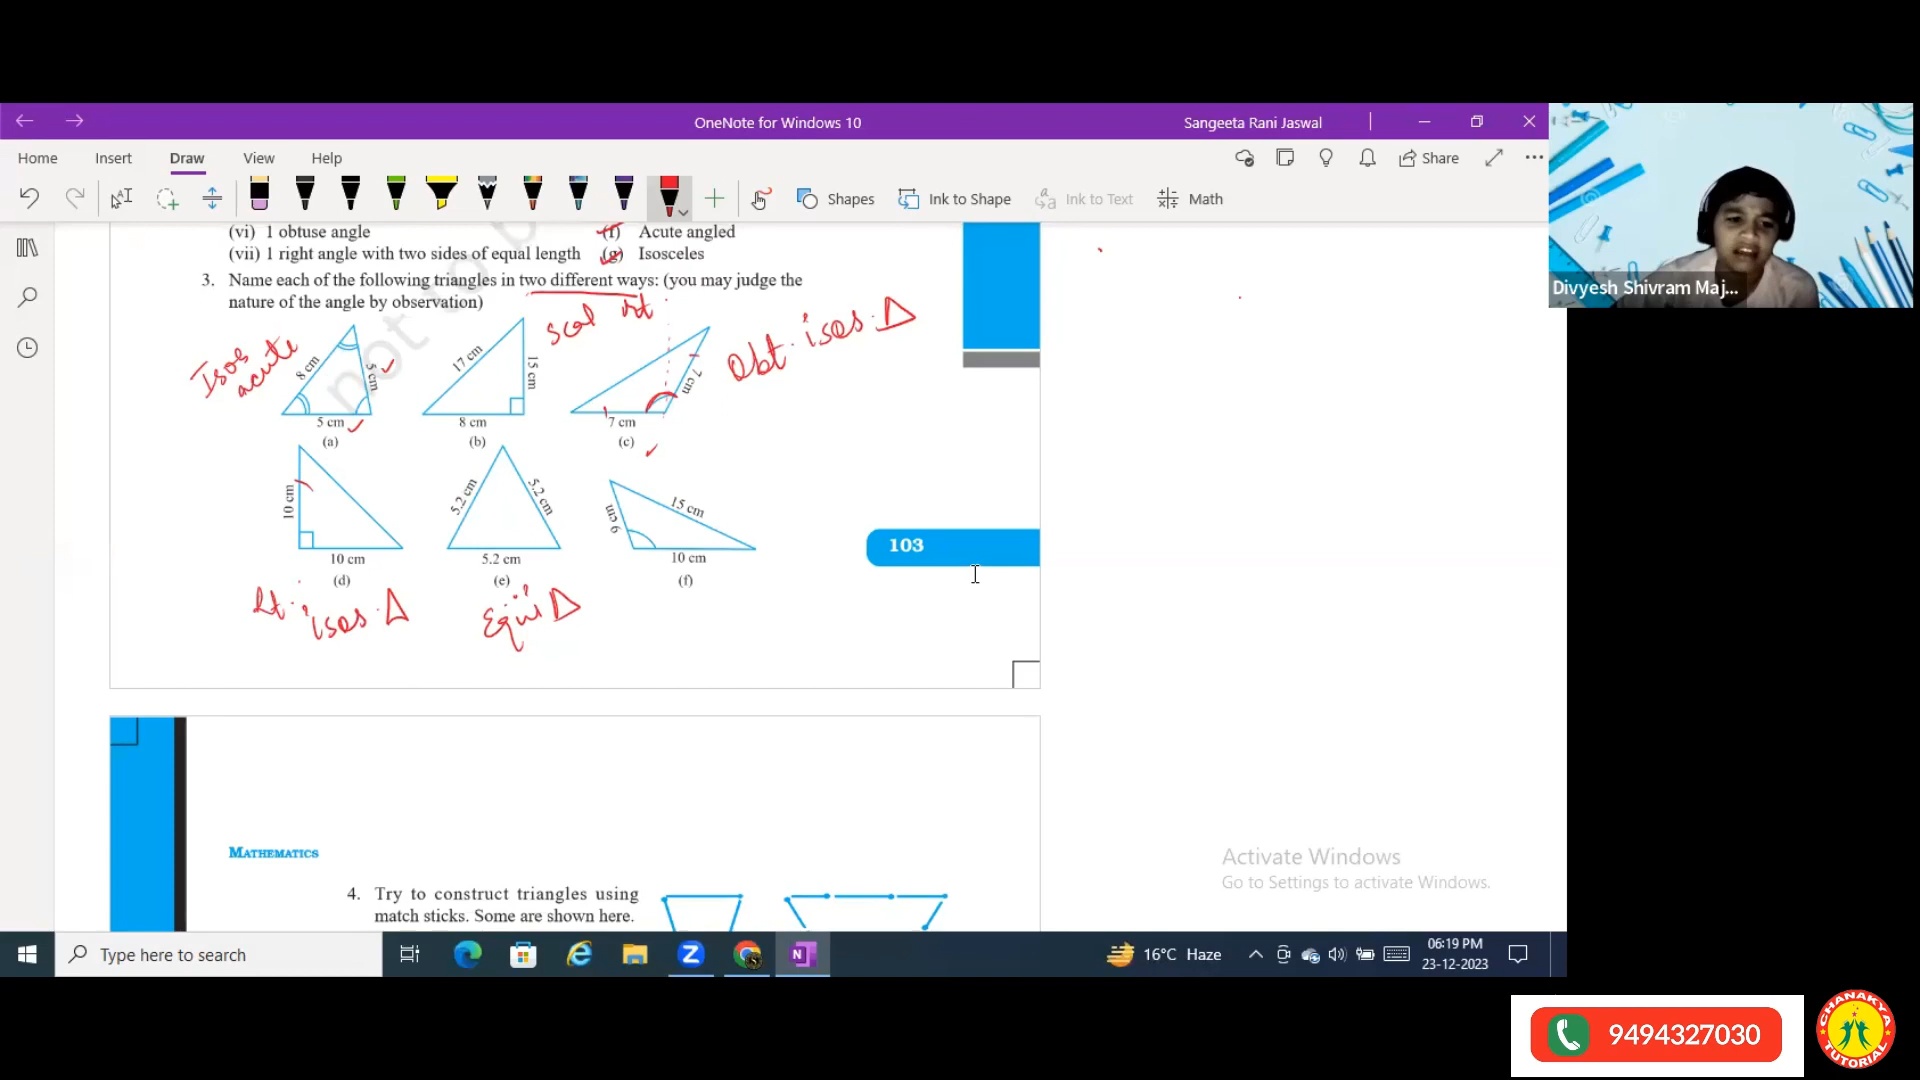 OneNote for Windows 10
Sangeeta Rani Jaswal
Home Insert Draw View Help
Share
Shapes
Ink to Shape
Ink to Text
Math
(vi) 1 obtuse angle (f) Acute angled
(vii) 1 right angle with two sides of equal length (g) Isosceles
3. Name each of the following triangles in two different ways: (you may judge the
nature of the angle by observation)
Isos
acute
8 cm
5 cm
5 cm
(a)
scal rt
17 cm
15 cm
8 cm
(b)
Obt. isos. Δ
7 cm
7 cm
(c)
10 cm
10 cm
(d)
5.2 cm
5.2 cm
5.2 cm
(e)
9 cm
15 cm
10 cm
(f)
Rt. isos. Δ
Equi Δ
103
not to b
MATHEMATICS
4. Try to construct triangles using
match sticks. Some are shown here.
Divyesh Shivram Maj...
Activate Windows
Go to Settings to activate Windows.
Type here to search
N
16°C Haze
06:19 PM
23-12-2023
9494327030
CHANAKYA
TUTORIAL